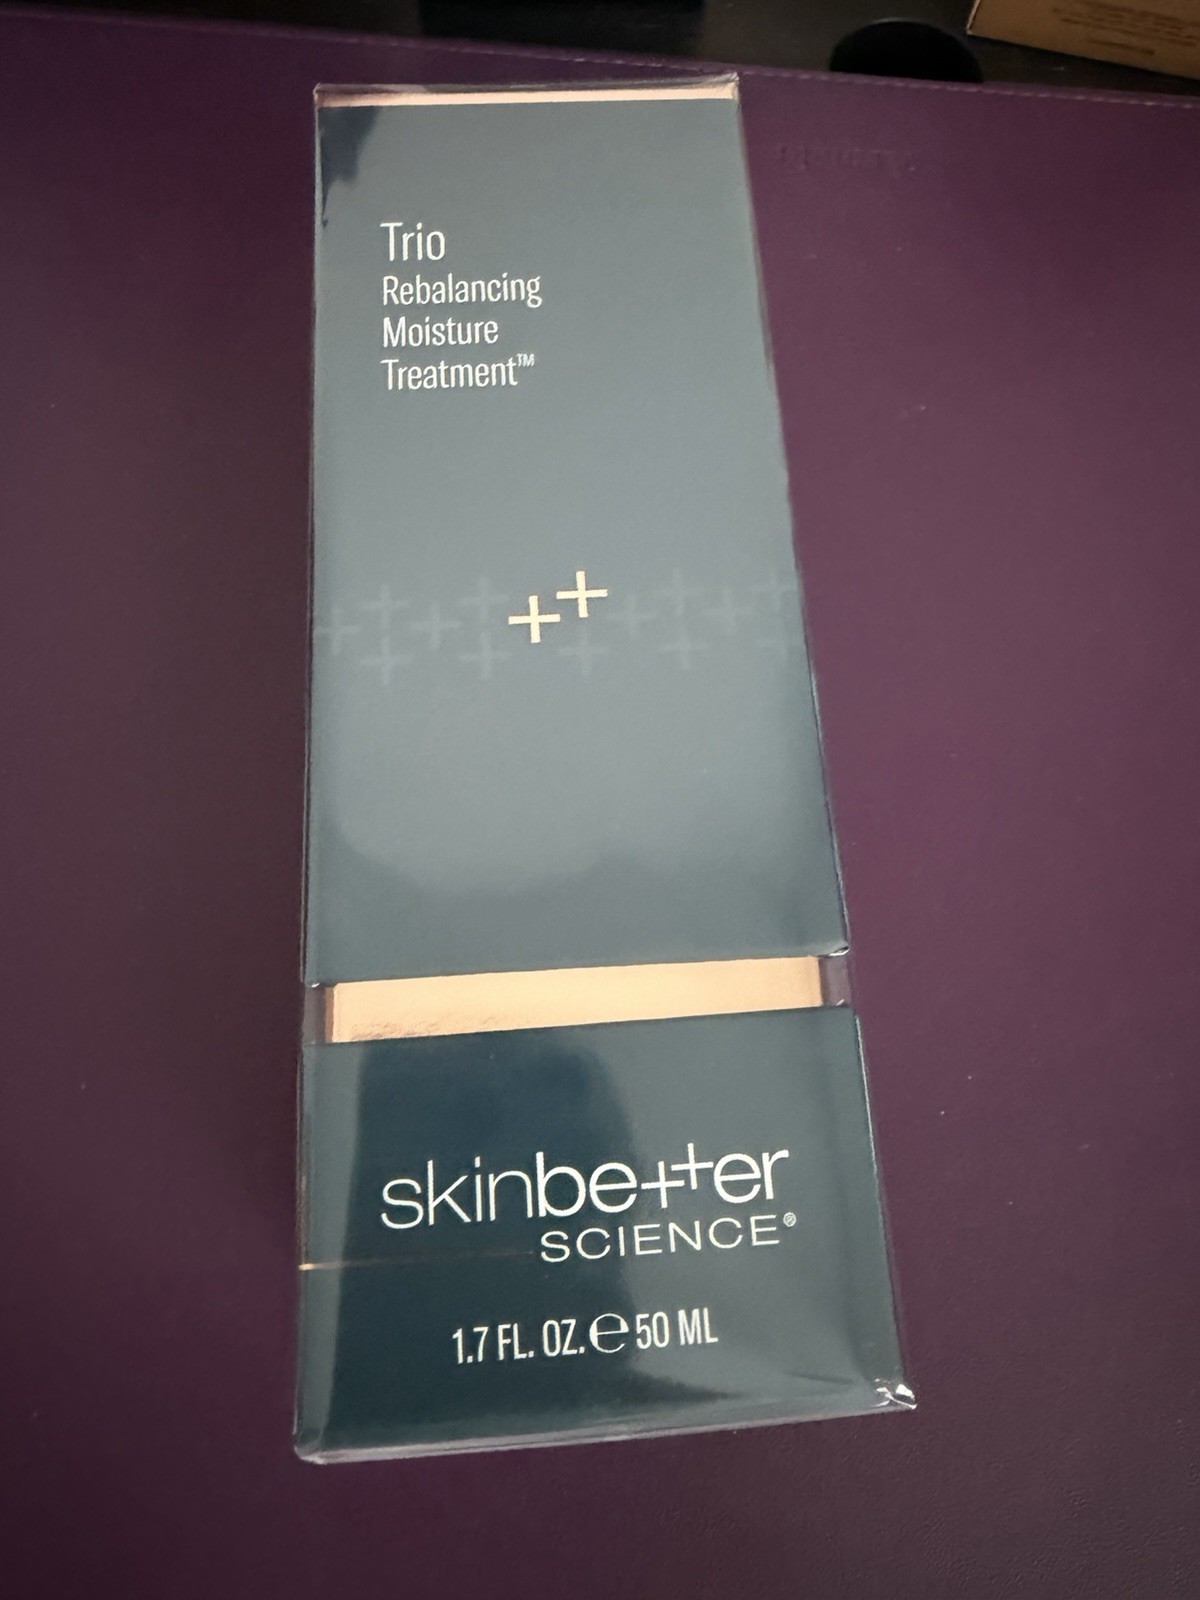 Trio
Rebalancing
Moisture
Treatment™
skinbetter
SCIENCE®
1.7 FL. OZ. ℮ 50 ML